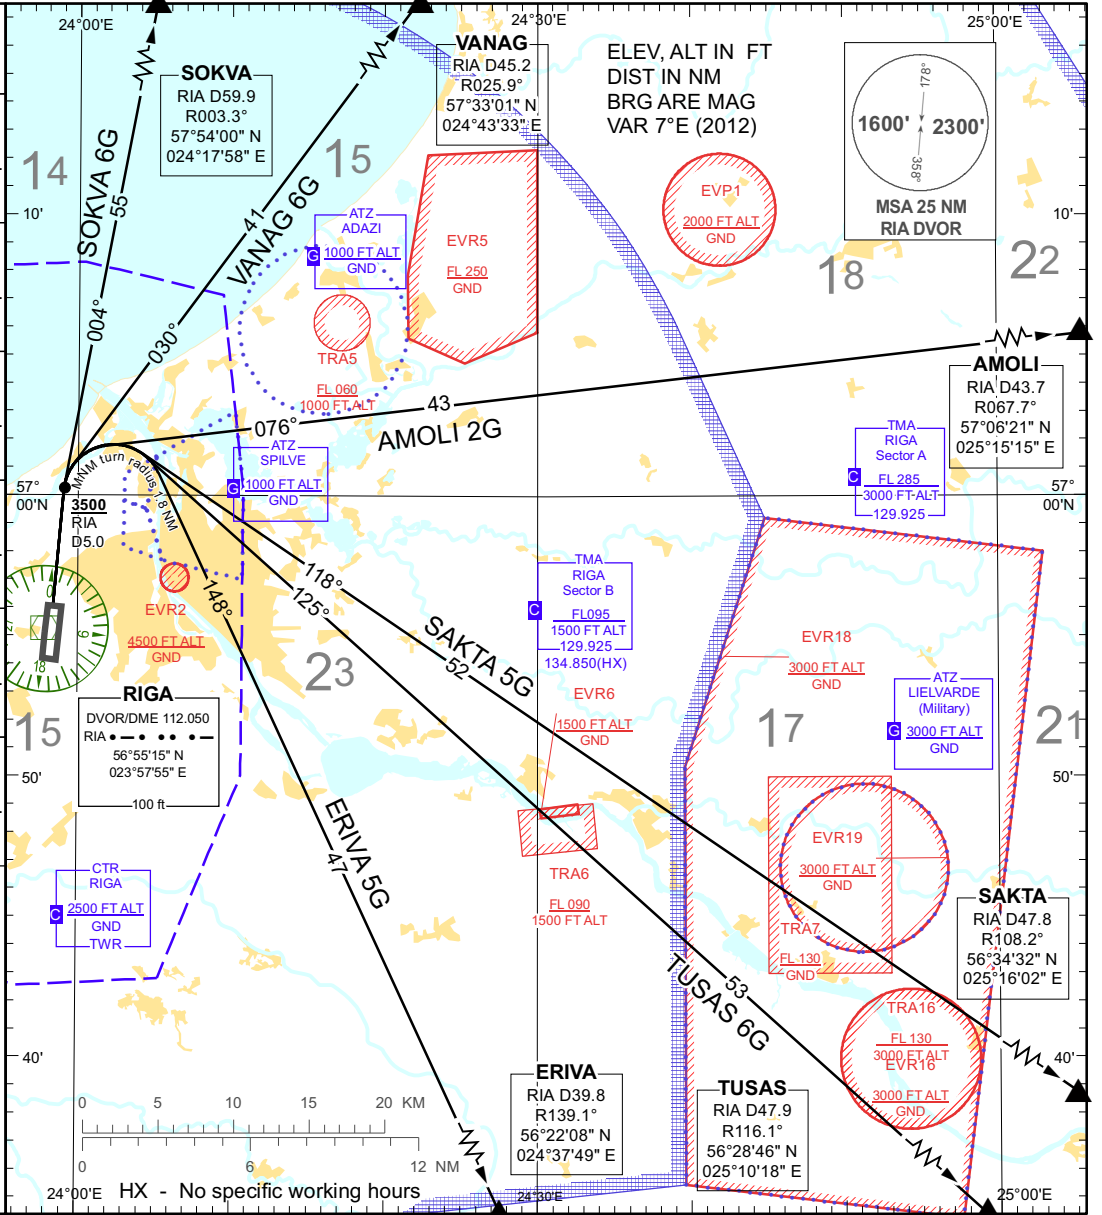 24°00'E
24°30'E
25°00'E
SOKVA
RIA D59.9
R003.3°
57°54'00" N
024°17'58" E
VANAG
RIA D45.2
R025.9°
57°33'01" N
024°43'33" E
ELEV, ALT IN FT
DIST IN NM
BRG ARE MAG
VAR 7°E (2012)
178°
1600' 2300'
358°
MSA 25 NM
RIA DVOR
14
15
SOKVA 6G
55
004°
VANAG 6G
41
030°
10'
10'
ATZ
ADAZI
G 1000 FT ALT
GND
EVR5
FL 250
GND
EVP1
2000 FT ALT
GND
18
22
TRA5
FL 060
1000 FT ALT
AMOLI
RIA D43.7
R067.7°
57°06'21" N
025°15'15" E
076°
43
AMOLI 2G
ATZ
SPILVE
G 1000 FT ALT
GND
TMA
RIGA
Sector A
C FL 285
3000 FT ALT
129.925
57°
00'N
57°
00'N
MNM turn radius 1.8 NM
3500
RIA
D5.0
0
9
18
27
EVR2
4500 FT ALT
GND
148°
118°
125°
TMA
RIGA
Sector B
C FL095
1500 FT ALT
129.925
134.850(HX)
SAKTA 5G
52
23
EVR18
3000 FT ALT
GND
ATZ
LIELVARDE
(Military)
G 3000 FT ALT
GND
EVR6
1500 FT ALT
GND
15
17
21
RIGA
DVOR/DME 112.050
RIA
56°55'15" N
023°57'55" E
100 ft
50'
50'
ERIVA 5G
47
EVR19
3000 FT ALT
GND
TRA6
FL 090
1500 FT ALT
CTR
RIGA
C 2500 FT ALT
GND
TWR
TRA7
FL 130
GND
SAKTA
RIA D47.8
R108.2°
56°34'32" N
025°16'02" E
TUSAS 6G
53
TRA16
FL 130
3000 FT ALT
EVR16
3000 FT ALT
GND
40'
40'
ERIVA
RIA D39.8
R139.1°
56°22'08" N
024°37'49" E
TUSAS
RIA D47.9
R116.1°
56°28'46" N
025°10'18" E
0 5 10 15 20 KM
0 6 12 NM
24°00'E
HX - No specific working hours
24°30'E
25°00'E